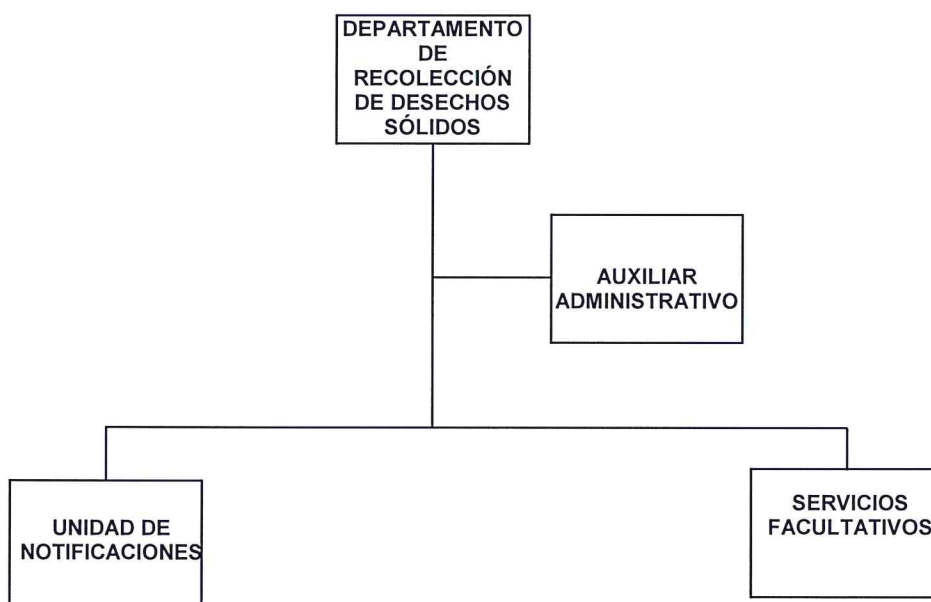 DEPARTAMENTO
DE
RECOLECCIÓN
DE DESECHOS
SÓLIDOS
AUXILIAR
ADMINISTRATIVO
UNIDAD DE
NOTIFICACIONES
SERVICIOS
FACULTATIVOS